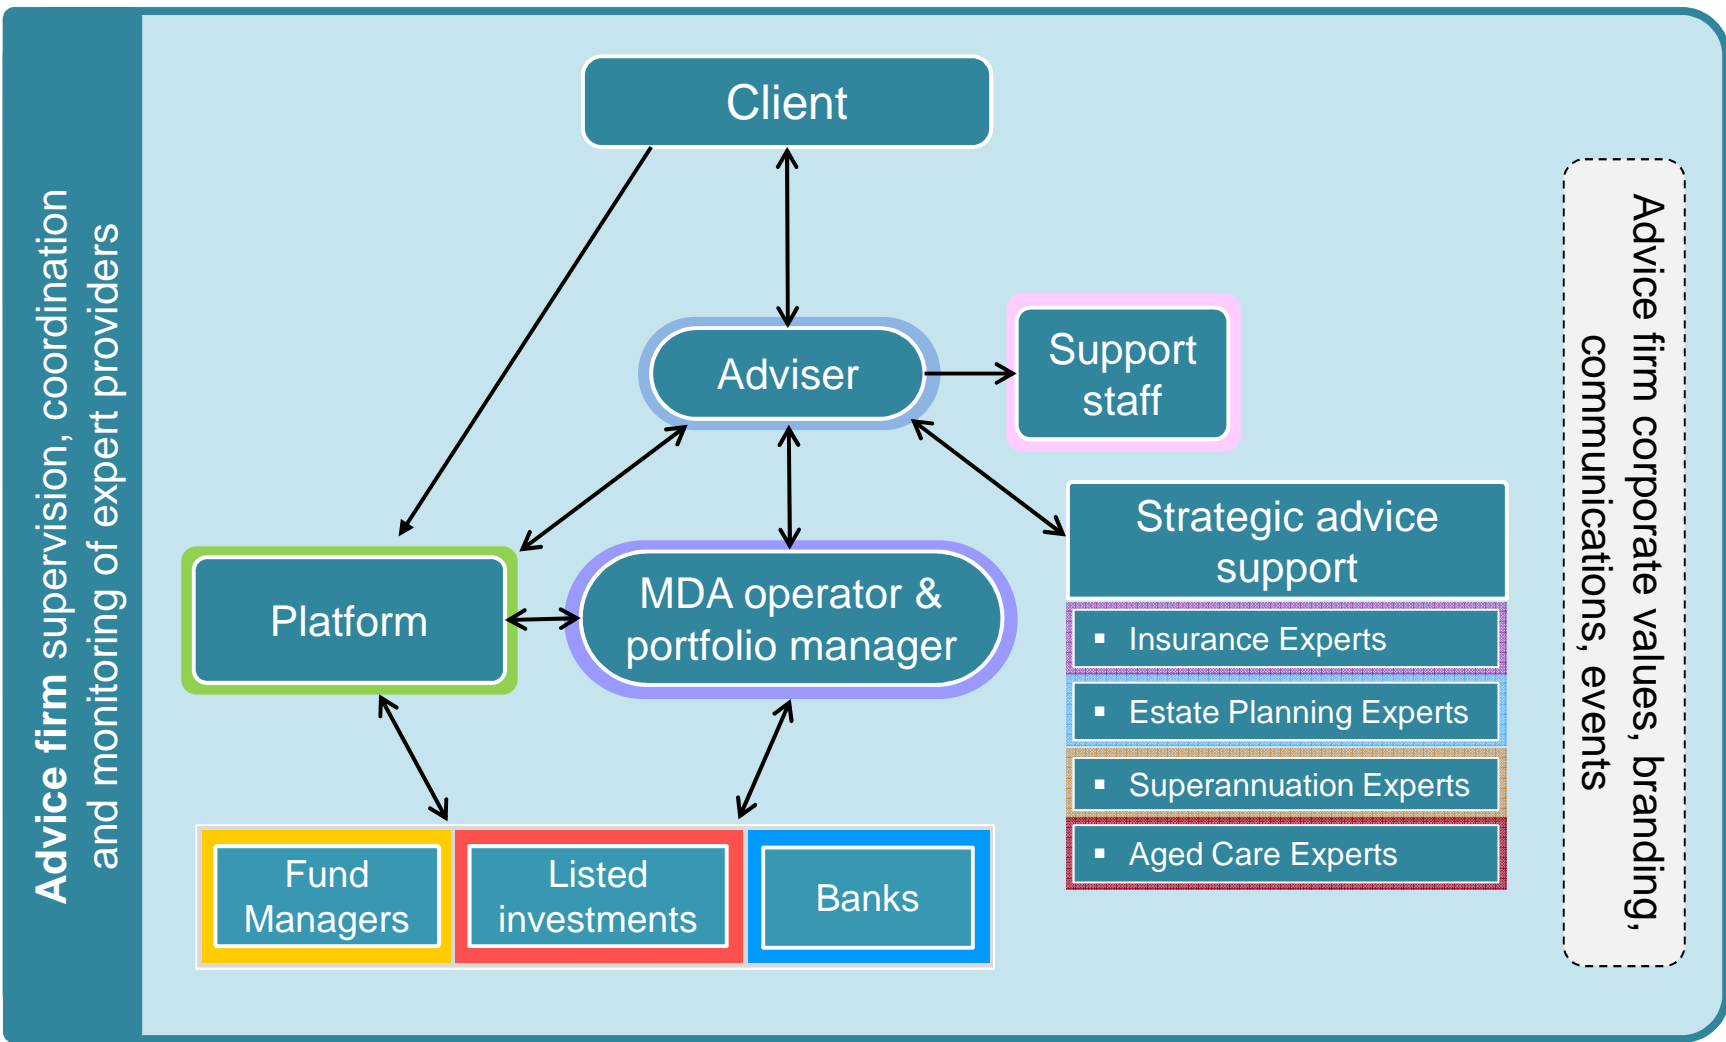 Advice firm supervision, coordination
and monitoring of expert providers
Client
Adviser
Support
staff
Platform
MDA operator &
portfolio manager
Strategic advice
support
▪ Insurance Experts
▪ Estate Planning Experts
▪ Superannuation Experts
▪ Aged Care Experts
Fund
Managers
Listed
investments
Banks
Advice firm corporate values, branding,
communications, events